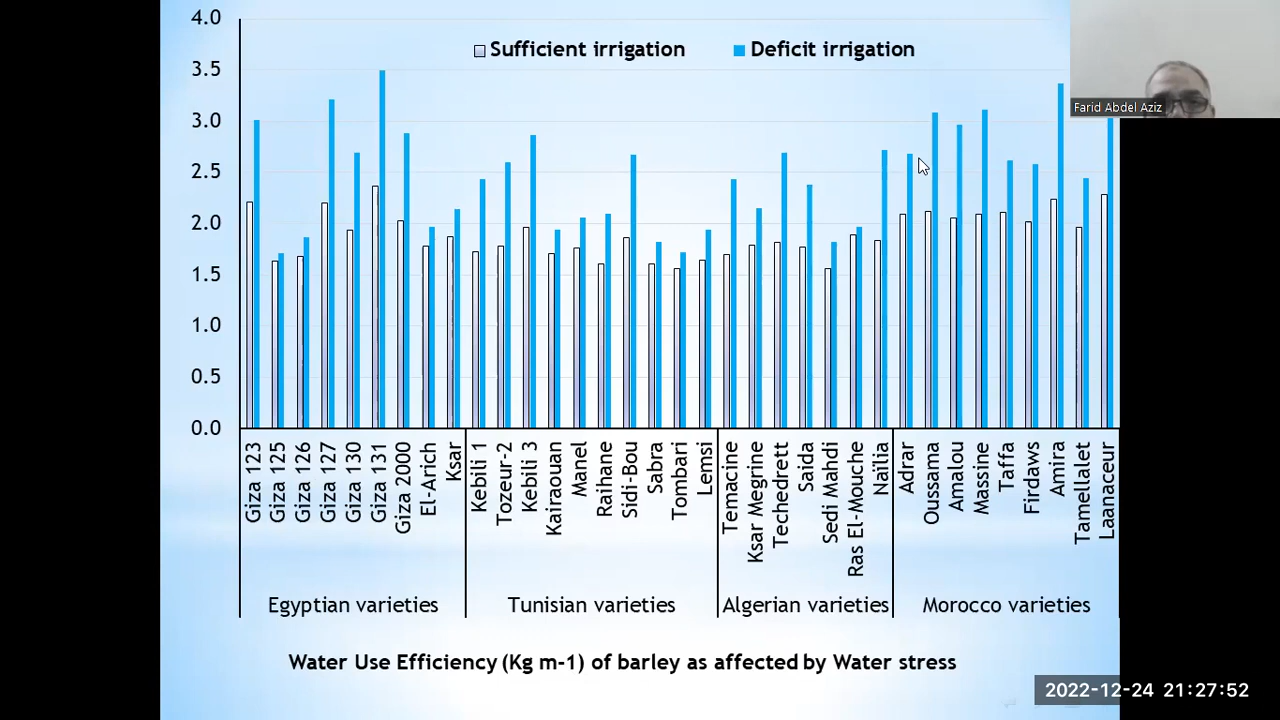 4.0
Sufficient irrigation Deficit irrigation
3.5
3.0
2.5
2.0
1.5
1.0
0.5
0.0
Farid Abdel Aziz
Giza 123
Giza 125
Giza 126
Giza 127
Giza 130
Giza 131
Giza 2000
El-Arich
Ksar
Kebili 1
Tozeur-2
Kebili 3
Kairaouan
Manel
Raihane
Sidi-Bou
Sabra
Tombari
Lemsi
Temacine
Ksar Megrine
Techedrett
Saida
Sedi Mahdi
Ras El-Mouche
Naïlia
Adrar
Oussama
Amalou
Massine
Taffa
Firdaws
Amira
Tamellalet
Laanaceur
Egyptian varieties Tunisian varieties Algerian varieties Morocco varieties
Water Use Efficiency (Kg m-1) of barley as affected by Water stress
2022-12-24 21:27:52